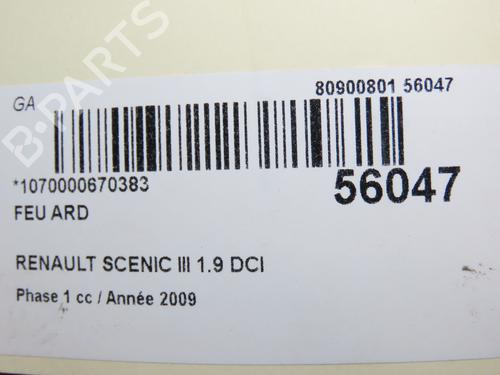 GA
80900801 56047
*1070000670383
56047
FEU ARD
RENAULT SCENIC III 1.9 DCI
Phase 1 cc / Année 2009
B-PARTS